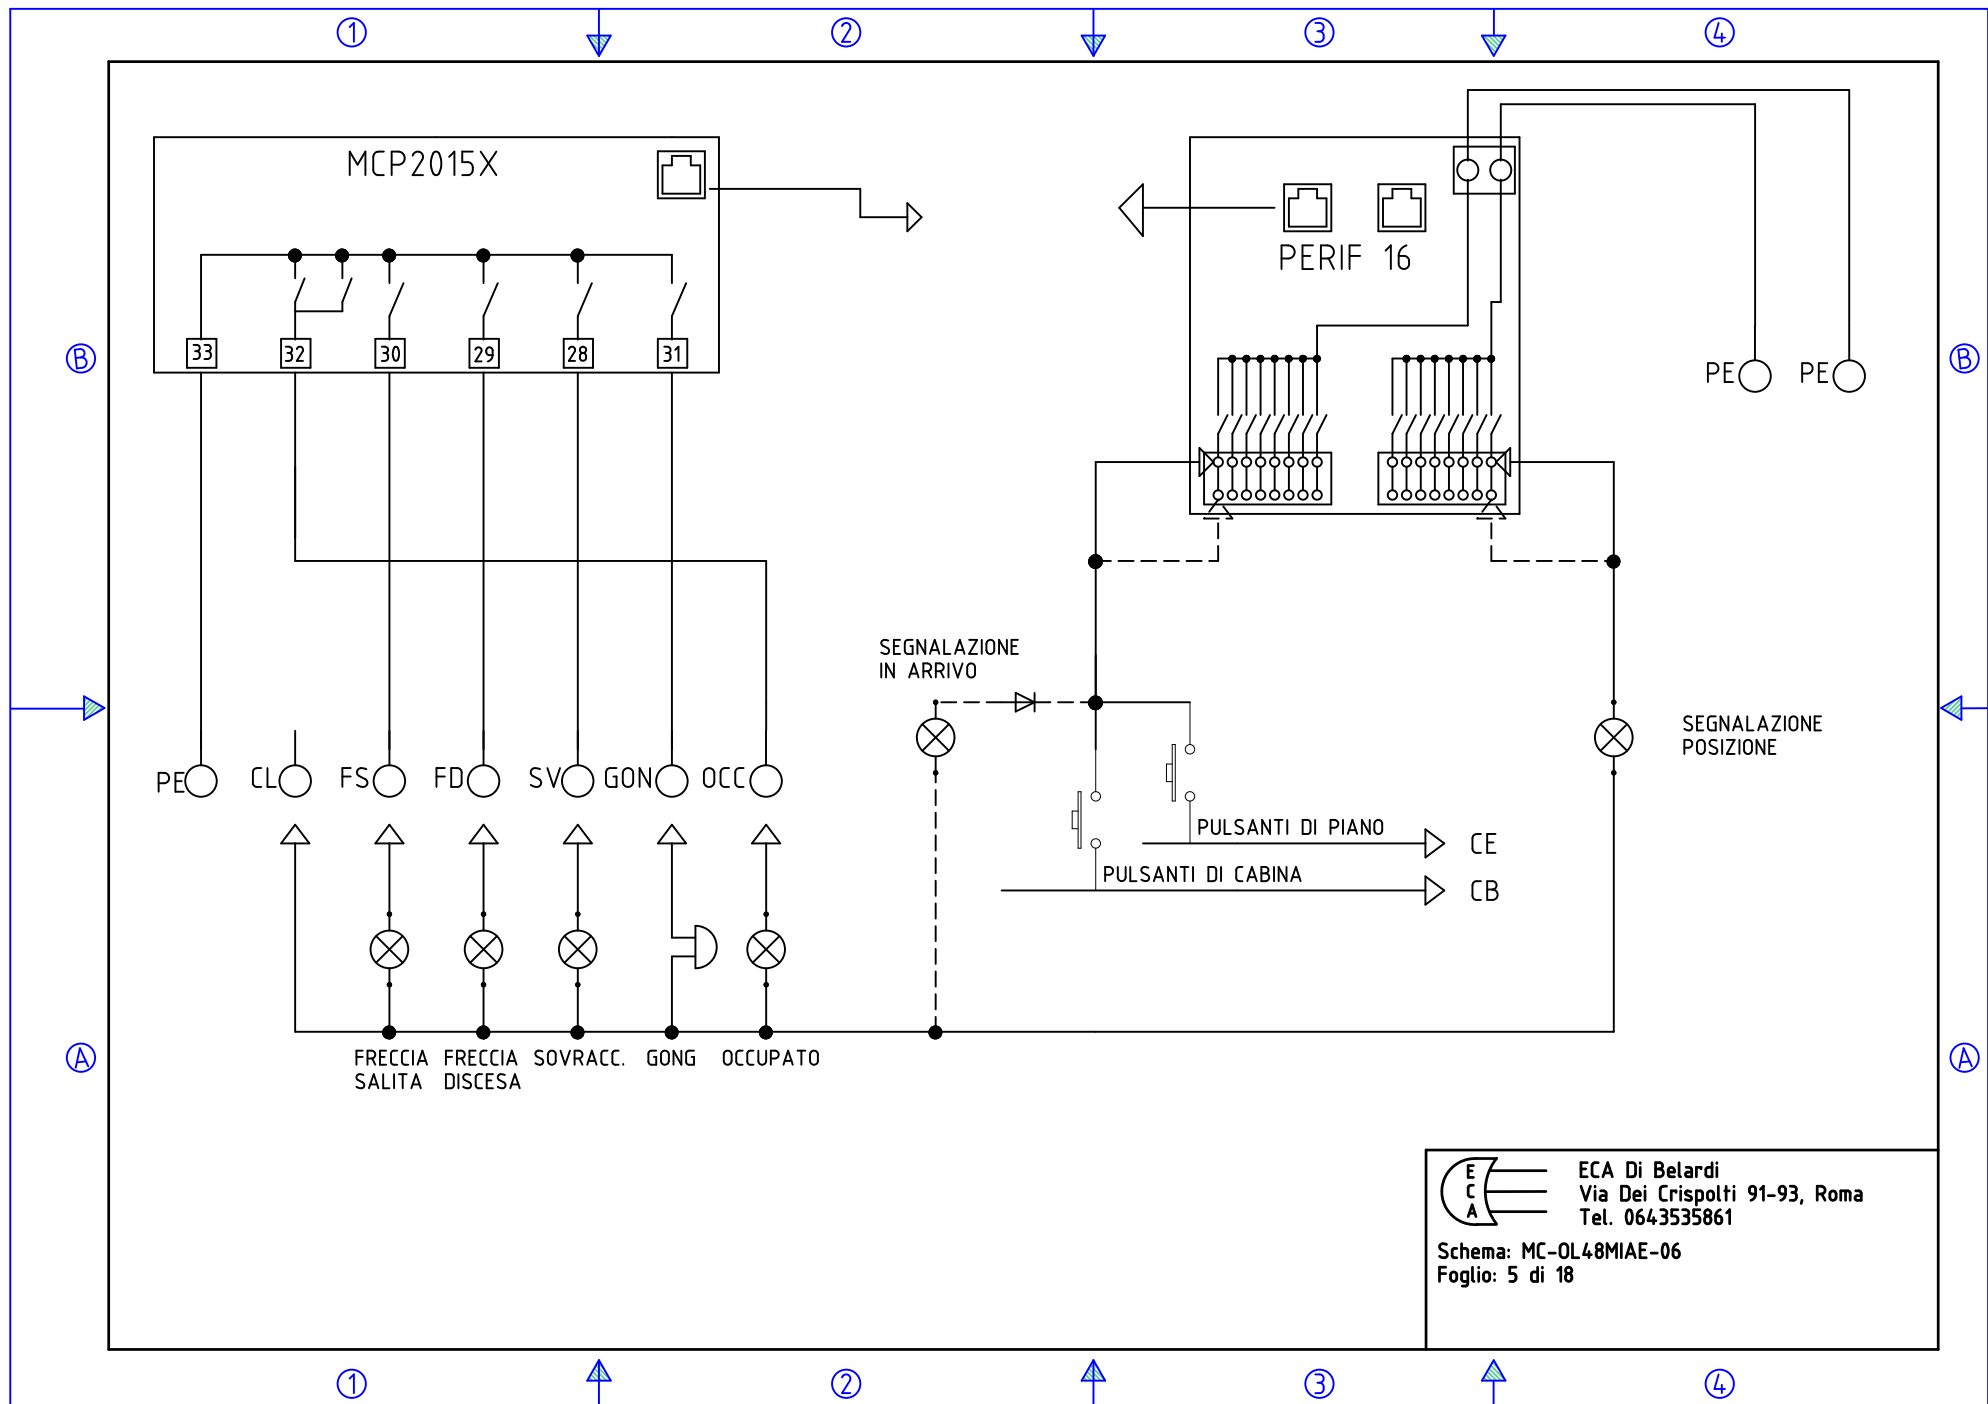 1 2 3 4
MCP2015X
PERIF 16
33 32 30 29 28 31
B B
PE PE
SEGNALAZIONE
IN ARRIVO
SEGNALAZIONE
POSIZIONE
PE CL FS FD SV GON OCC
PULSANTI DI PIANO CE
PULSANTI DI CABINA CB
A A
FRECCIA
SALITA
FRECCIA
DISCESA
SOVRACC.
GONG
OCCUPATO
E
C
A
ECA Di Belardi
Via Dei Crispolti 91-93, Roma
Tel. 0643535861
Schema: MC-OL48MIAE-06
Foglio: 5 di 18
1 2 3 4